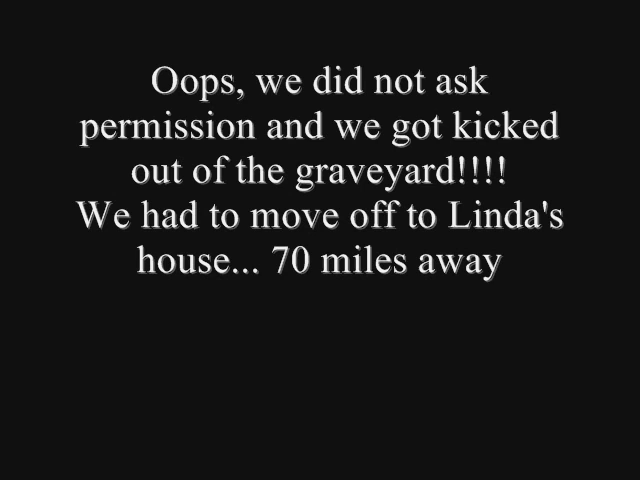 Oops, we did not ask
permission and we got kicked
out of the graveyard!!!!
We had to move off to Linda's
house... 70 miles away